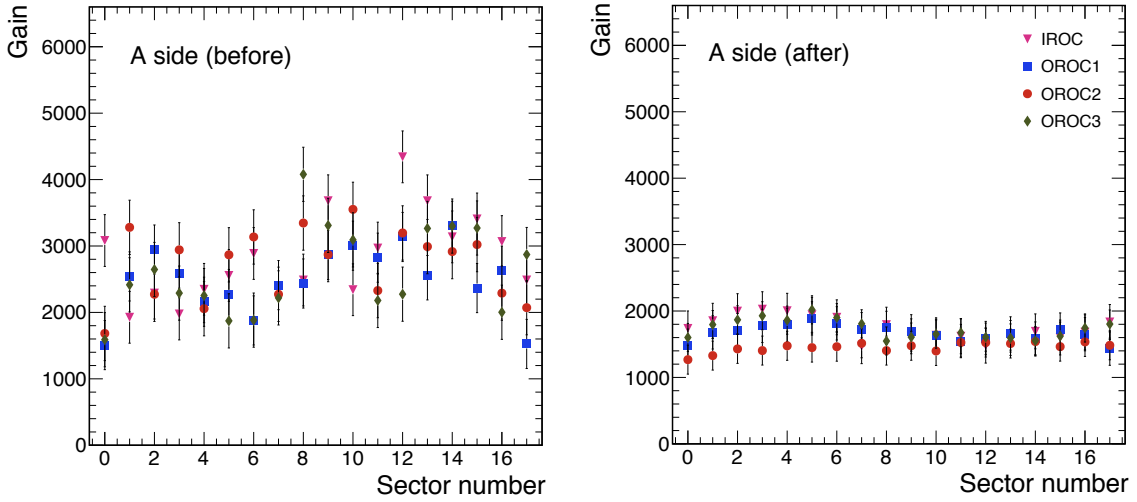 Gain
A side (before)
6000
5000
4000
3000
2000
1000
0
0 2 4 6 8 10 12 14 16
Sector number
Gain
A side (after)
IROC
OROC1
OROC2
OROC3
6000
5000
4000
3000
2000
1000
0
0 2 4 6 8 10 12 14 16
Sector number